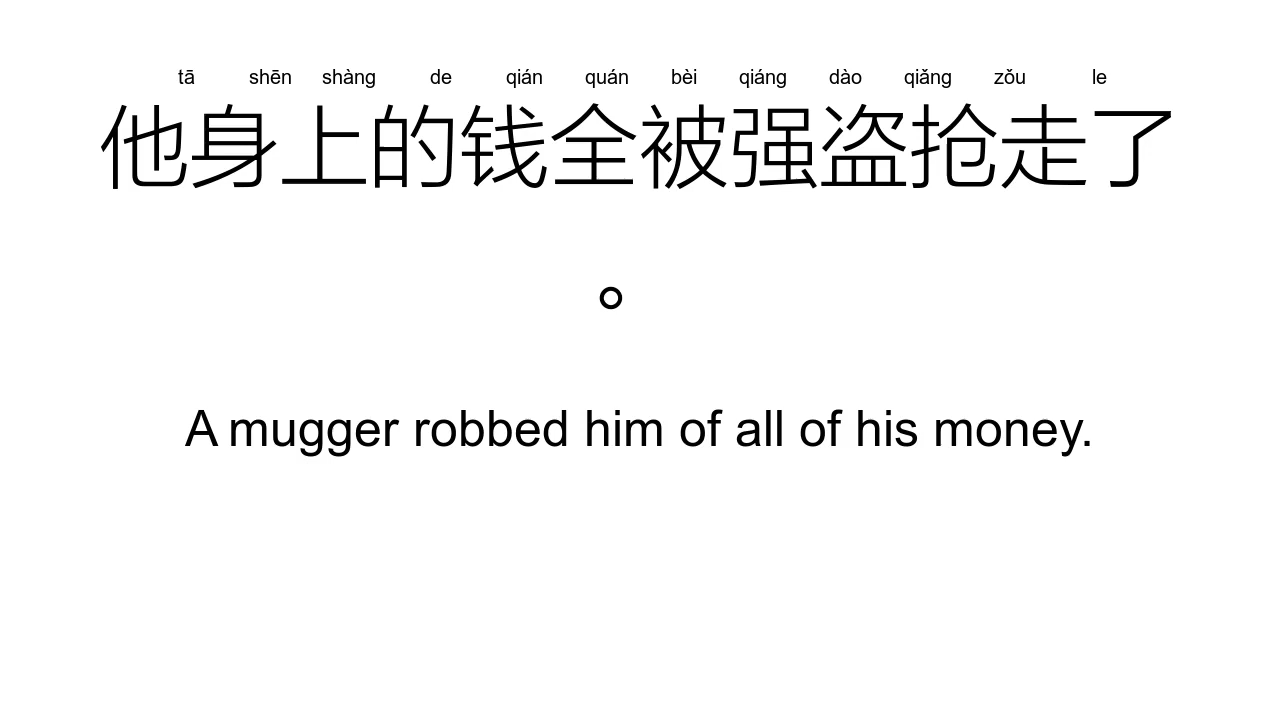 tā shēn shàng de qián quán bèi qiáng dào qiǎng zǒu le
他身上的钱全被强盗抢走了
。
A mugger robbed him of all of his money.